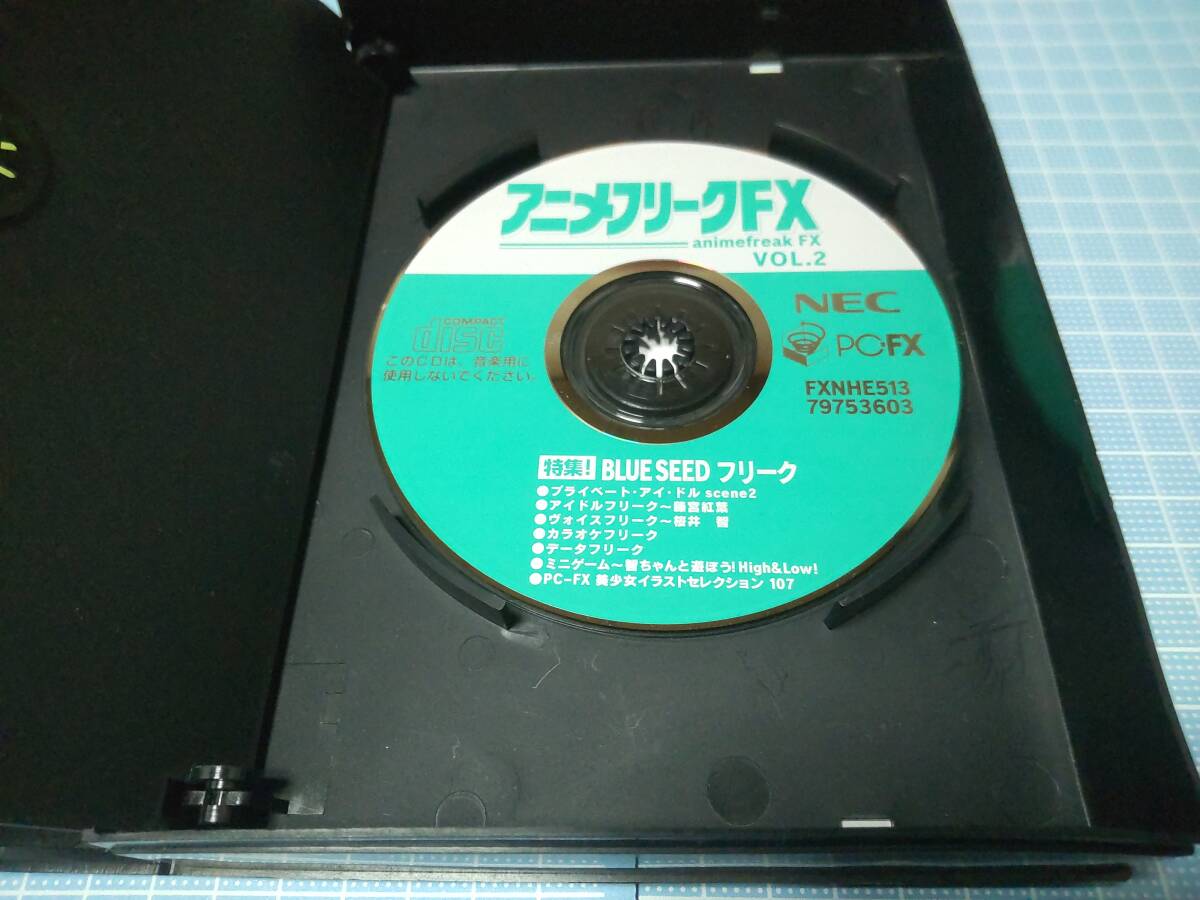 アニメフリークFX
animefreak FX
VOL.2
COMPACT
disc
このCDは、音楽用に
使用しないでください。
NEC
PC-FX
FXNHE513
79753603
特集! BLUE SEED フリーク
●プライベート・アイ・ドル scene2
●アイドルフリーク～藤宮紅葉
●ヴォイスフリーク～桜井 智
●カラオケフリーク
●データフリーク
●ミニゲーム～智ちゃんと遊ぼう!High&Low!
●PC-FX 美少女イラストセレクション 107